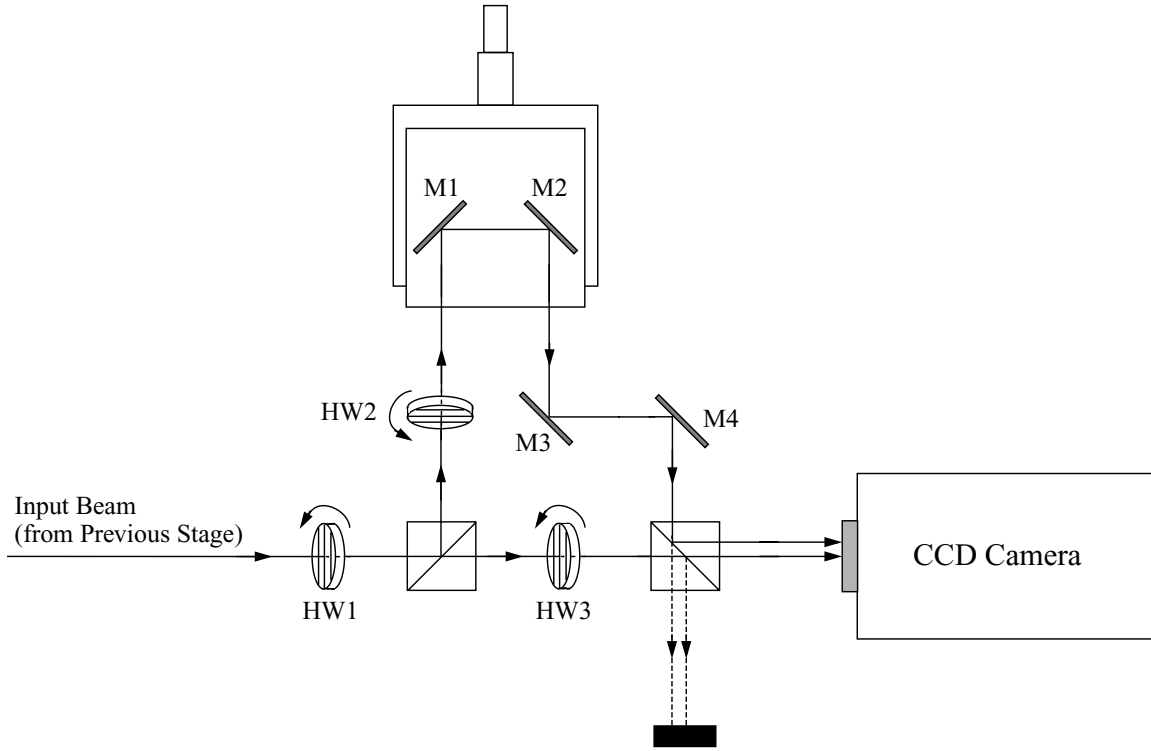 M1
M2
HW2
M3
M4
Input Beam
(from Previous Stage)
HW1
HW3
CCD Camera